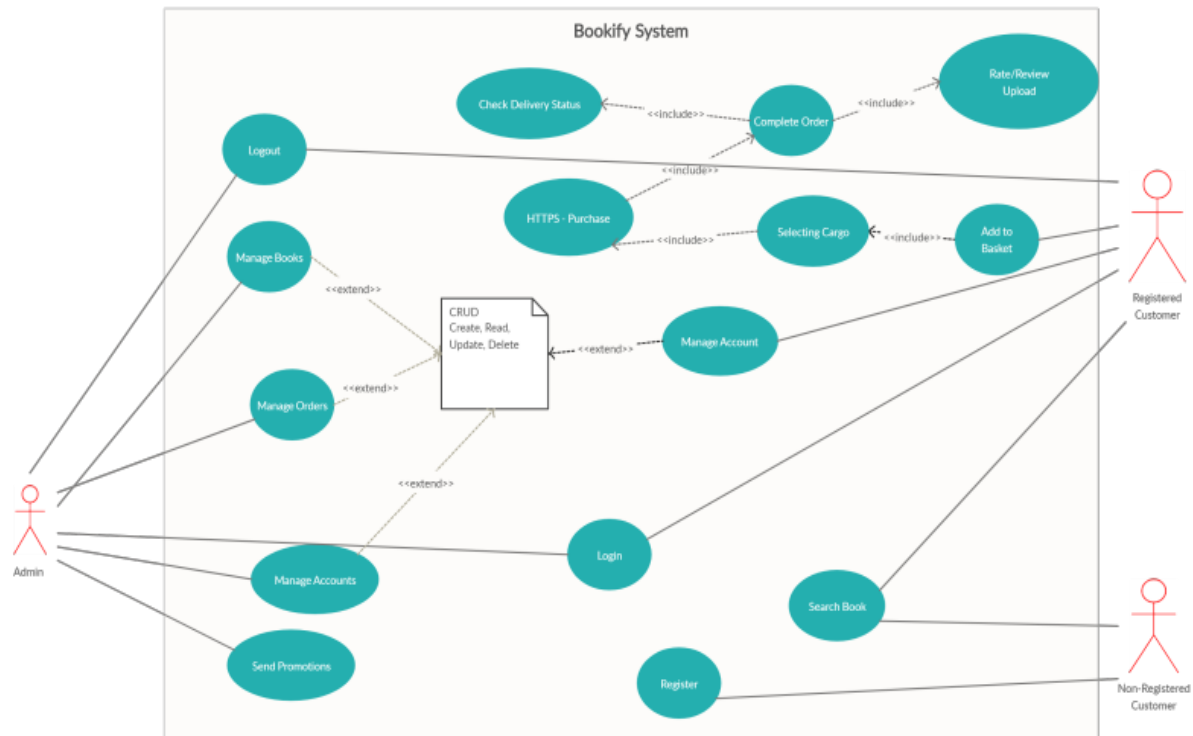 Bookify System
Rate/Review
Upload
Check Delivery Status
<<include>>
Complete Order
<<include>>
Logout
<<include>>
HTTPS - Purchase
<<include>>
Selecting Cargo
<<include>>
Add to
Basket
Manage Books
<<extend>>
Registered
Customer
CRUD
Create, Read,
Update, Delete
<<extend>>
Manage Account
<<extend>>
Manage Orders
<<extend>>
Admin
Login
Manage Accounts
Search Book
Send Promotions
Register
Non-Registered
Customer